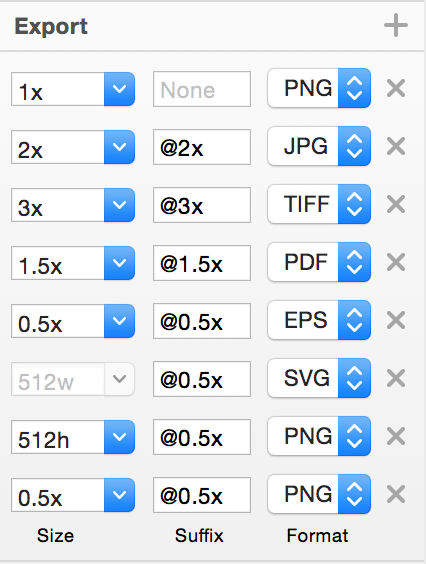 Export
1x None PNG
2x @2x JPG
3x @3x TIFF
1.5x @1.5x PDF
0.5x @0.5x EPS
512w @0.5x SVG
512h @0.5x PNG
0.5x @0.5x PNG
Size Suffix Format